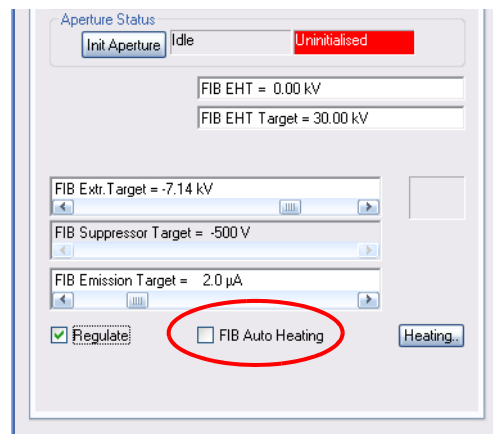 Aperture Status
Init Aperture Idle Uninitialised
FIB EHT = 0.00 kV
FIB EHT Target = 30.00 kV
FIB Extr.Target = -7.14 kV
FIB Suppressor Target = -500 V
FIB Emission Target = 2.0 µA
Regulate FIB Auto Heating Heating..